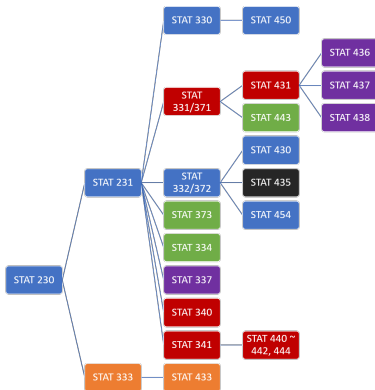 STAT 330
STAT 450
STAT 436
STAT
331/371
STAT 431
STAT 437
STAT 443
STAT 438
STAT 430
STAT 231
STAT
332/372
STAT 435
STAT 373
STAT 454
STAT 334
STAT 230
STAT 337
STAT 340
STAT 341
STAT 440 ~
442, 444
STAT 333
STAT 433